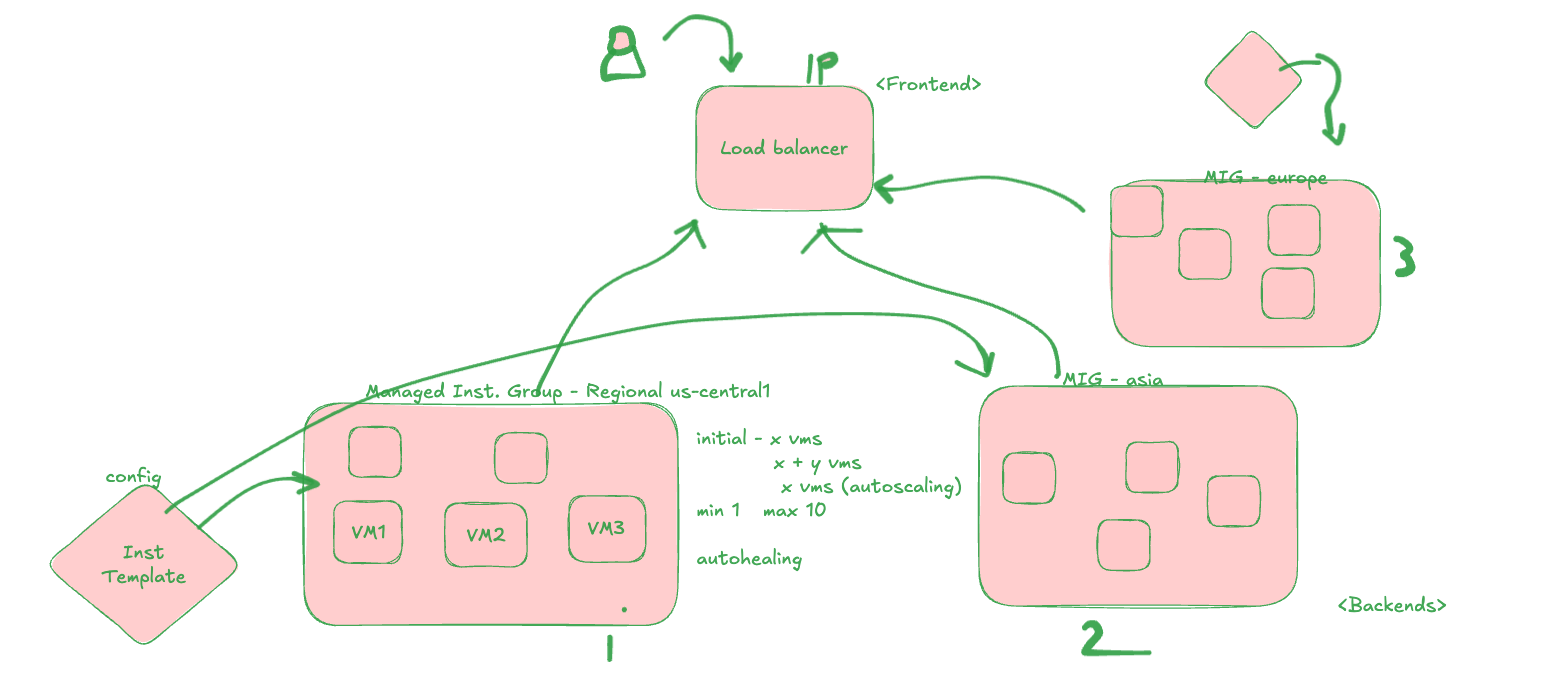 IP
<Frontend>
Load balancer
MIG - europe
3
Managed Inst. Group - Regional us-central1
MIG - asia
initial - x vms
x + y vms
x vms (autoscaling)
min 1 max 10
autohealing
config
Inst
Template
VM1
VM2
VM3
<Backends>
1
2